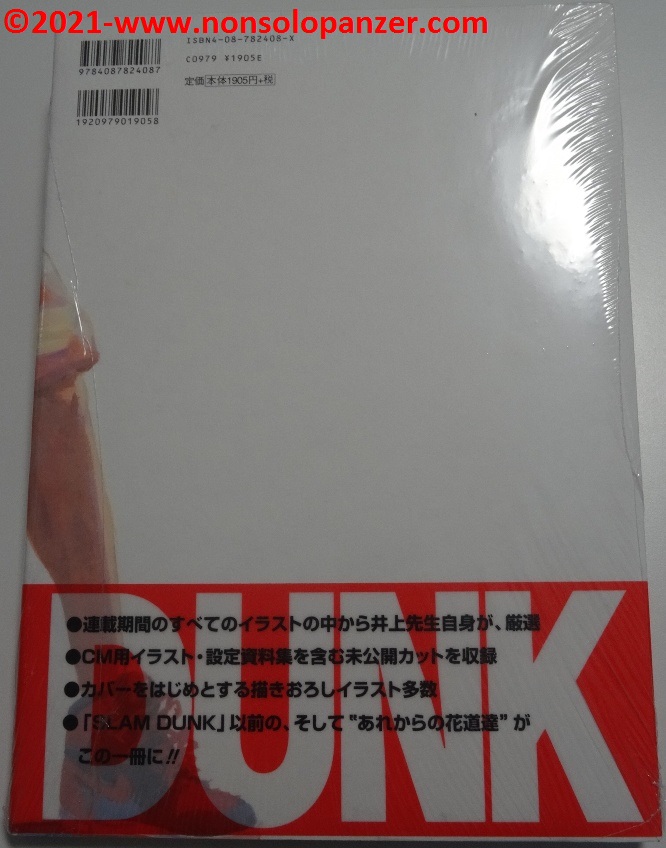 ©2021-www.nonsolopanzer.com
ISBN4-08-782408-X
9784087824087
C0979 ¥1905E
定価 本体1905円+税
1920979019058
●連載期間のすべてのイラストの中から井上先生自身が、厳選
●CM用イラスト・設定資料集を含む未公開カットを収録
●カバーをはじめとする描きおろしイラスト多数
●「SLAM DUNK」以前の、そして“あれからの花道達”が
この一冊に!!
DUNK